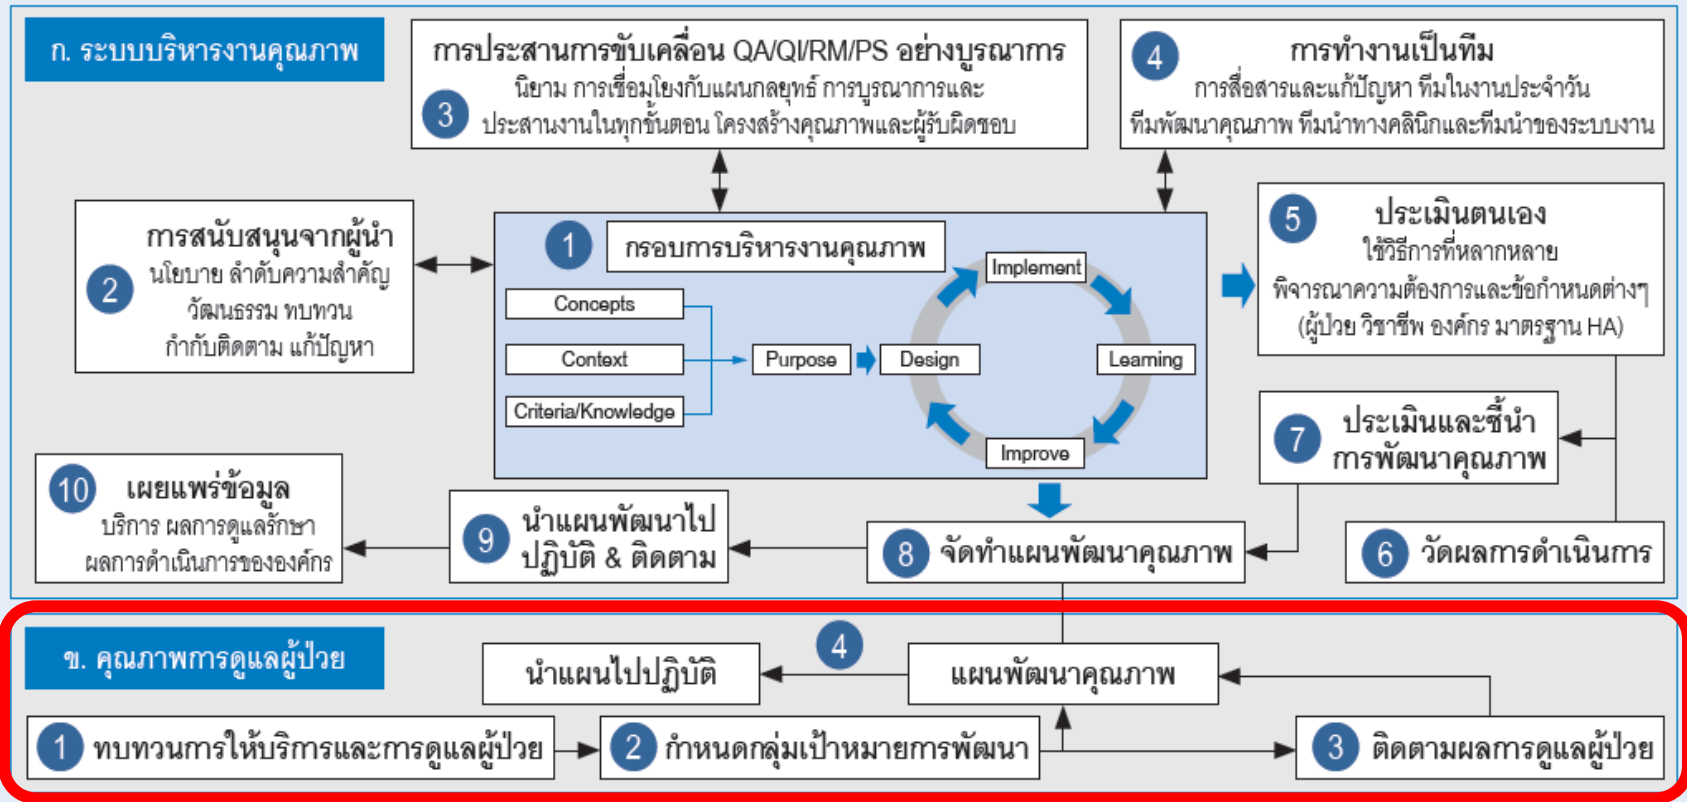 ก. ระบบบริหารงานคุณภาพ
การประสานการขับเคลื่อน QA/QI/RM/PS อย่างบูรณาการ
นิยาม การเชื่อมโยงกับแผนกลยุทธ์ การบูรณาการและ
3 ประสานงานในทุกขั้นตอน โครงสร้างคุณภาพและผู้รับผิดชอบ
4 การทำงานเป็นทีม
การสื่อสารและแก้ปัญหา ทีมในงานประจำวัน
ทีมพัฒนาคุณภาพ ทีมนำทางคลินิกและทีมนำของระบบงาน
การสนับสนุนจากผู้นำ
2 นโยบาย ลำดับความสำคัญ
วัฒนธรรม ทบทวน
กำกับติดตาม แก้ปัญหา
1 กรอบการบริหารงานคุณภาพ
Concepts
Context
Criteria/Knowledge
Purpose
Design
Implement
Learning
Improve
5 ประเมินตนเอง
ใช้วิธีการที่หลากหลาย
พิจารณาความต้องการและข้อกำหนดต่างๆ
(ผู้ป่วย วิชาชีพ องค์กร มาตรฐาน HA)
7 ประเมินและชี้นำ
การพัฒนาคุณภาพ
10 เผยแพร่ข้อมูล
บริการ ผลการดูแลรักษา
ผลการดำเนินการขององค์กร
9 นำแผนพัฒนาไป
ปฏิบัติ & ติดตาม
8 จัดทำแผนพัฒนาคุณภาพ
6 วัดผลการดำเนินการ
ข. คุณภาพการดูแลผู้ป่วย
นำแผนไปปฏิบัติ
4
แผนพัฒนาคุณภาพ
1 ทบทวนการให้บริการและการดูแลผู้ป่วย
2 กำหนดกลุ่มเป้าหมายการพัฒนา
3 ติดตามผลการดูแลผู้ป่วย